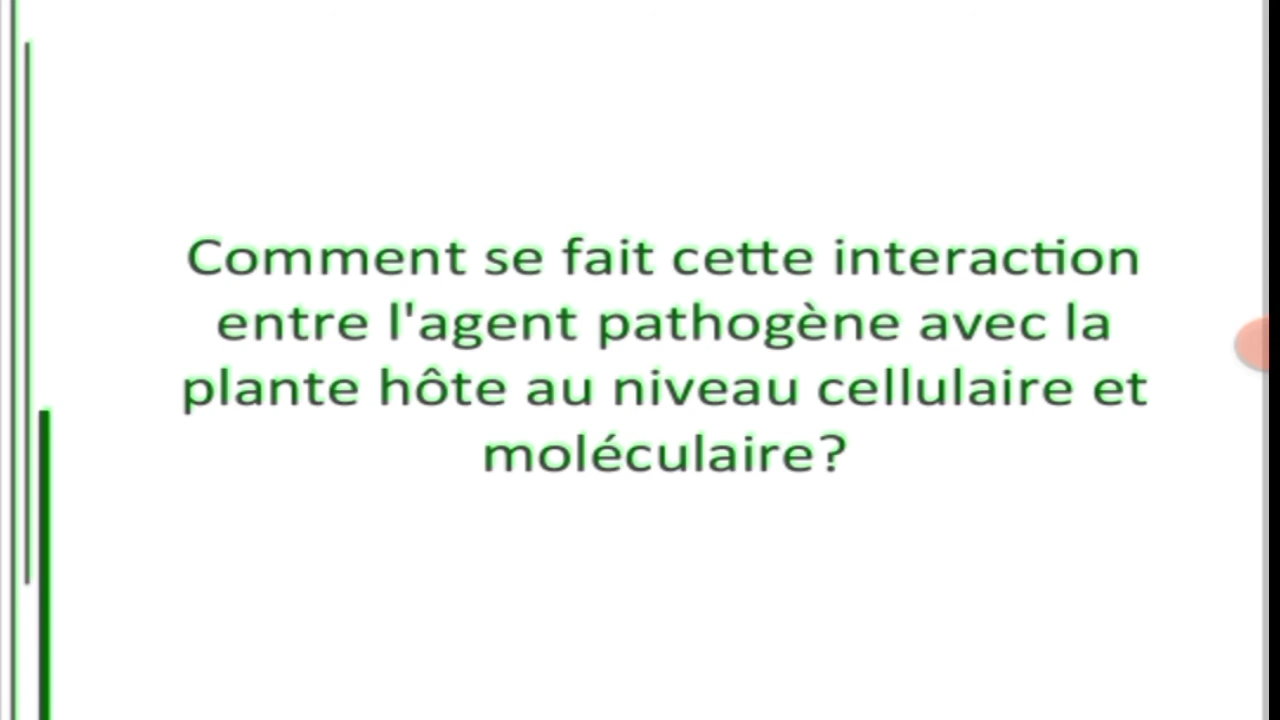 Comment se fait cette interaction
entre l'agent pathogène avec la
plante hôte au niveau cellulaire et
moléculaire?